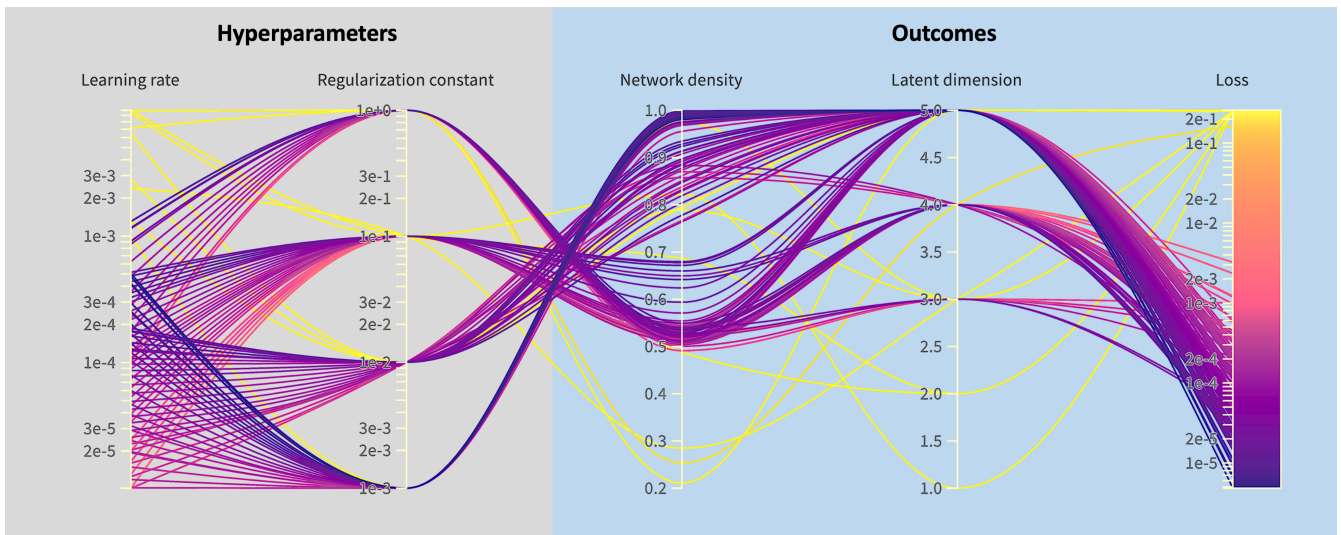 Hyperparameters
Outcomes
Learning rate
Regularization constant
Network density
Latent dimension
Loss
3e-3
2e-3
1e-3
3e-4
2e-4
1e-4
3e-5
2e-5
1e+0
3e-1
2e-1
1e-1
3e-2
2e-2
1e-2
3e-3
2e-3
1e-3
1.0
0.9
0.8
0.7
0.6
0.5
0.4
0.3
0.2
5.0
4.5
4.0
3.5
3.0
2.5
2.0
1.5
1.0
2e-1
1e-1
2e-2
1e-2
2e-3
1e-3
2e-4
1e-4
2e-5
1e-5